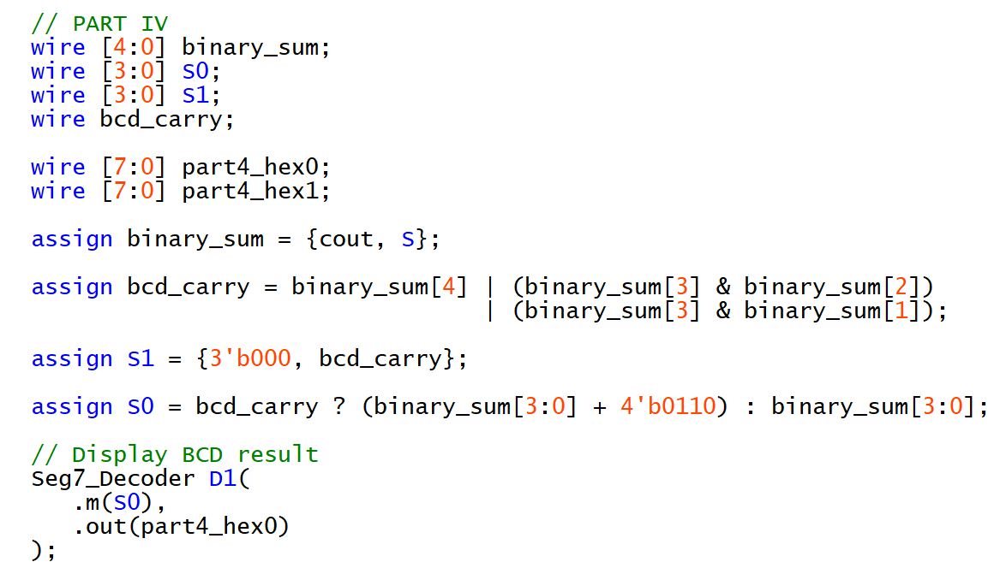 // PART IV
wire [4:0] binary_sum;
wire [3:0] S0;
wire [3:0] S1;
wire bcd_carry;
wire [7:0] part4_hex0;
wire [7:0] part4_hex1;
assign binary_sum = {cout, S};
assign bcd_carry = binary_sum[4] | (binary_sum[3] & binary_sum[2])
| (binary_sum[3] & binary_sum[1]);
assign S1 = {3'b000, bcd_carry};
assign S0 = bcd_carry ? (binary_sum[3:0] + 4'b0110) : binary_sum[3:0];
// Display BCD result
Seg7_Decoder D1(
.m(S0),
.out(part4_hex0)
);